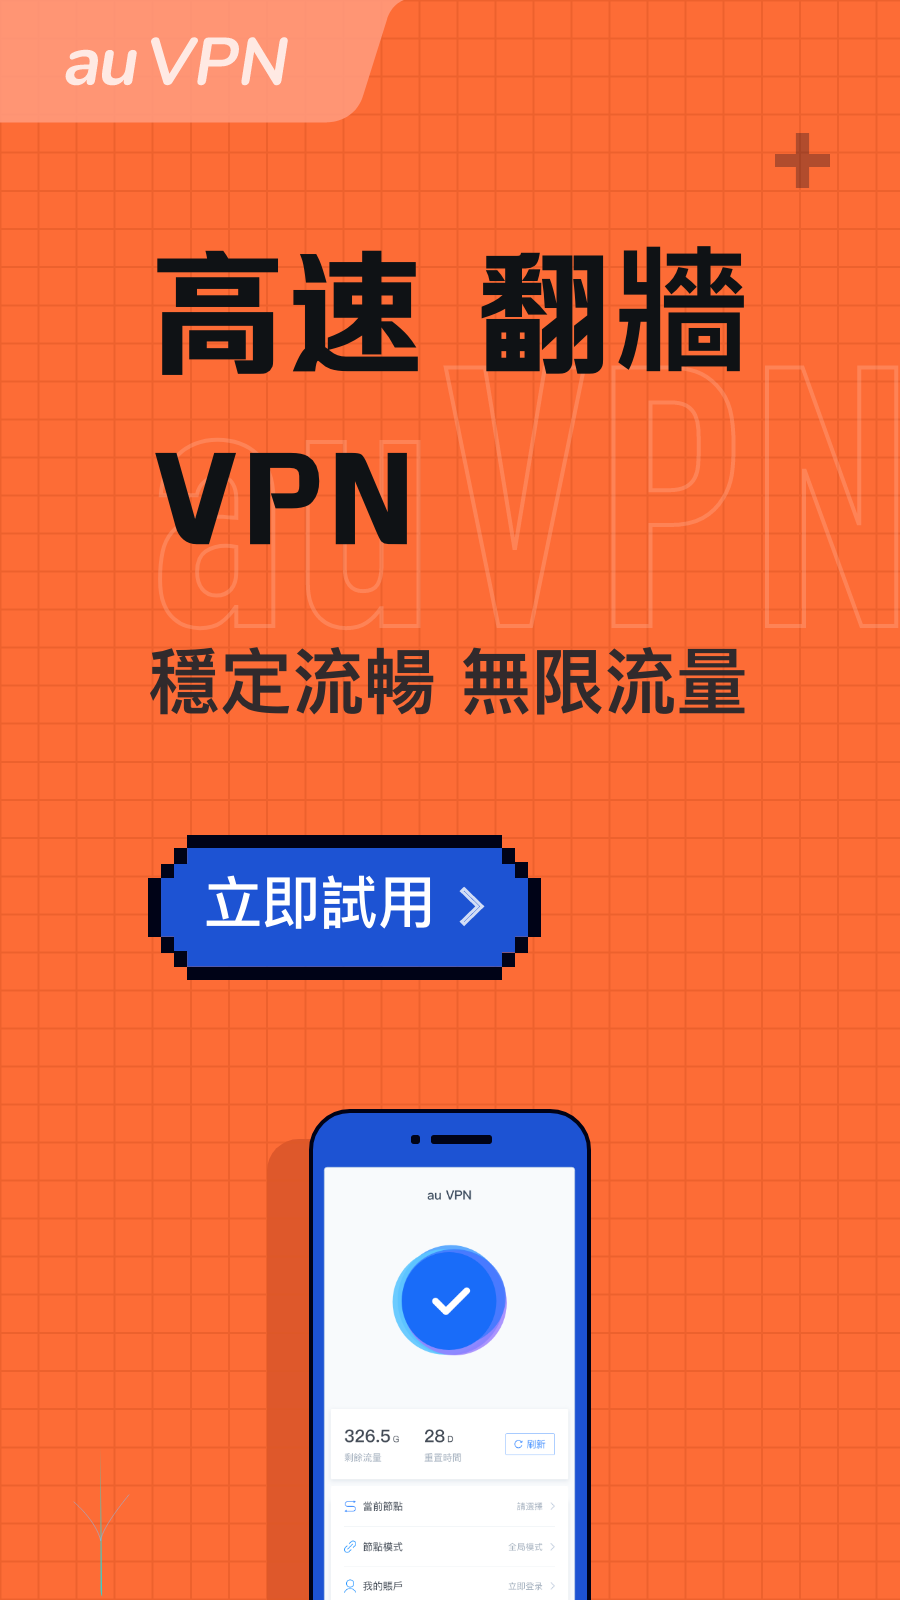 au VPN
高速 翻牆
VPN
auVPN
穩定流暢 無限流量
立即試用
au VPN
326.5 G
28 D
剩餘流量
重置時間
刷新
當前節點
請選擇
節點模式
全局模式
我的賬戶
立即登录